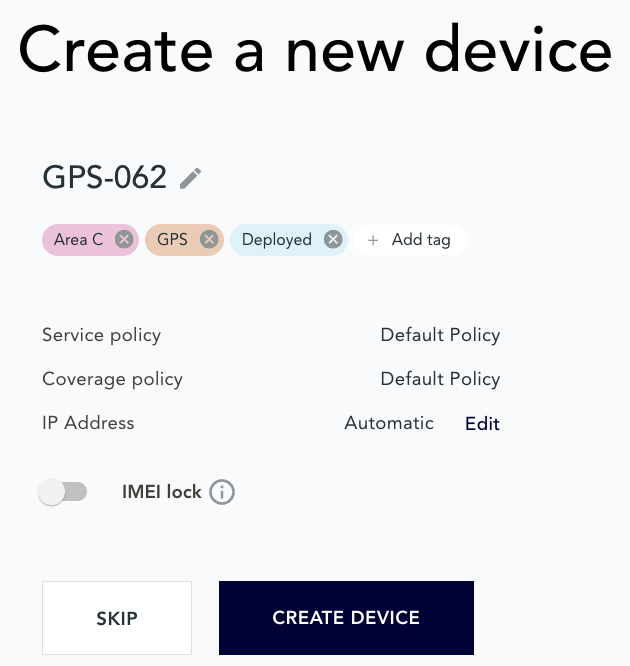 Create a new device
GPS-062
Area C GPS Deployed + Add tag
Service policy Default Policy
Coverage policy Default Policy
IP Address Automatic Edit
IMEI lock
SKIP CREATE DEVICE